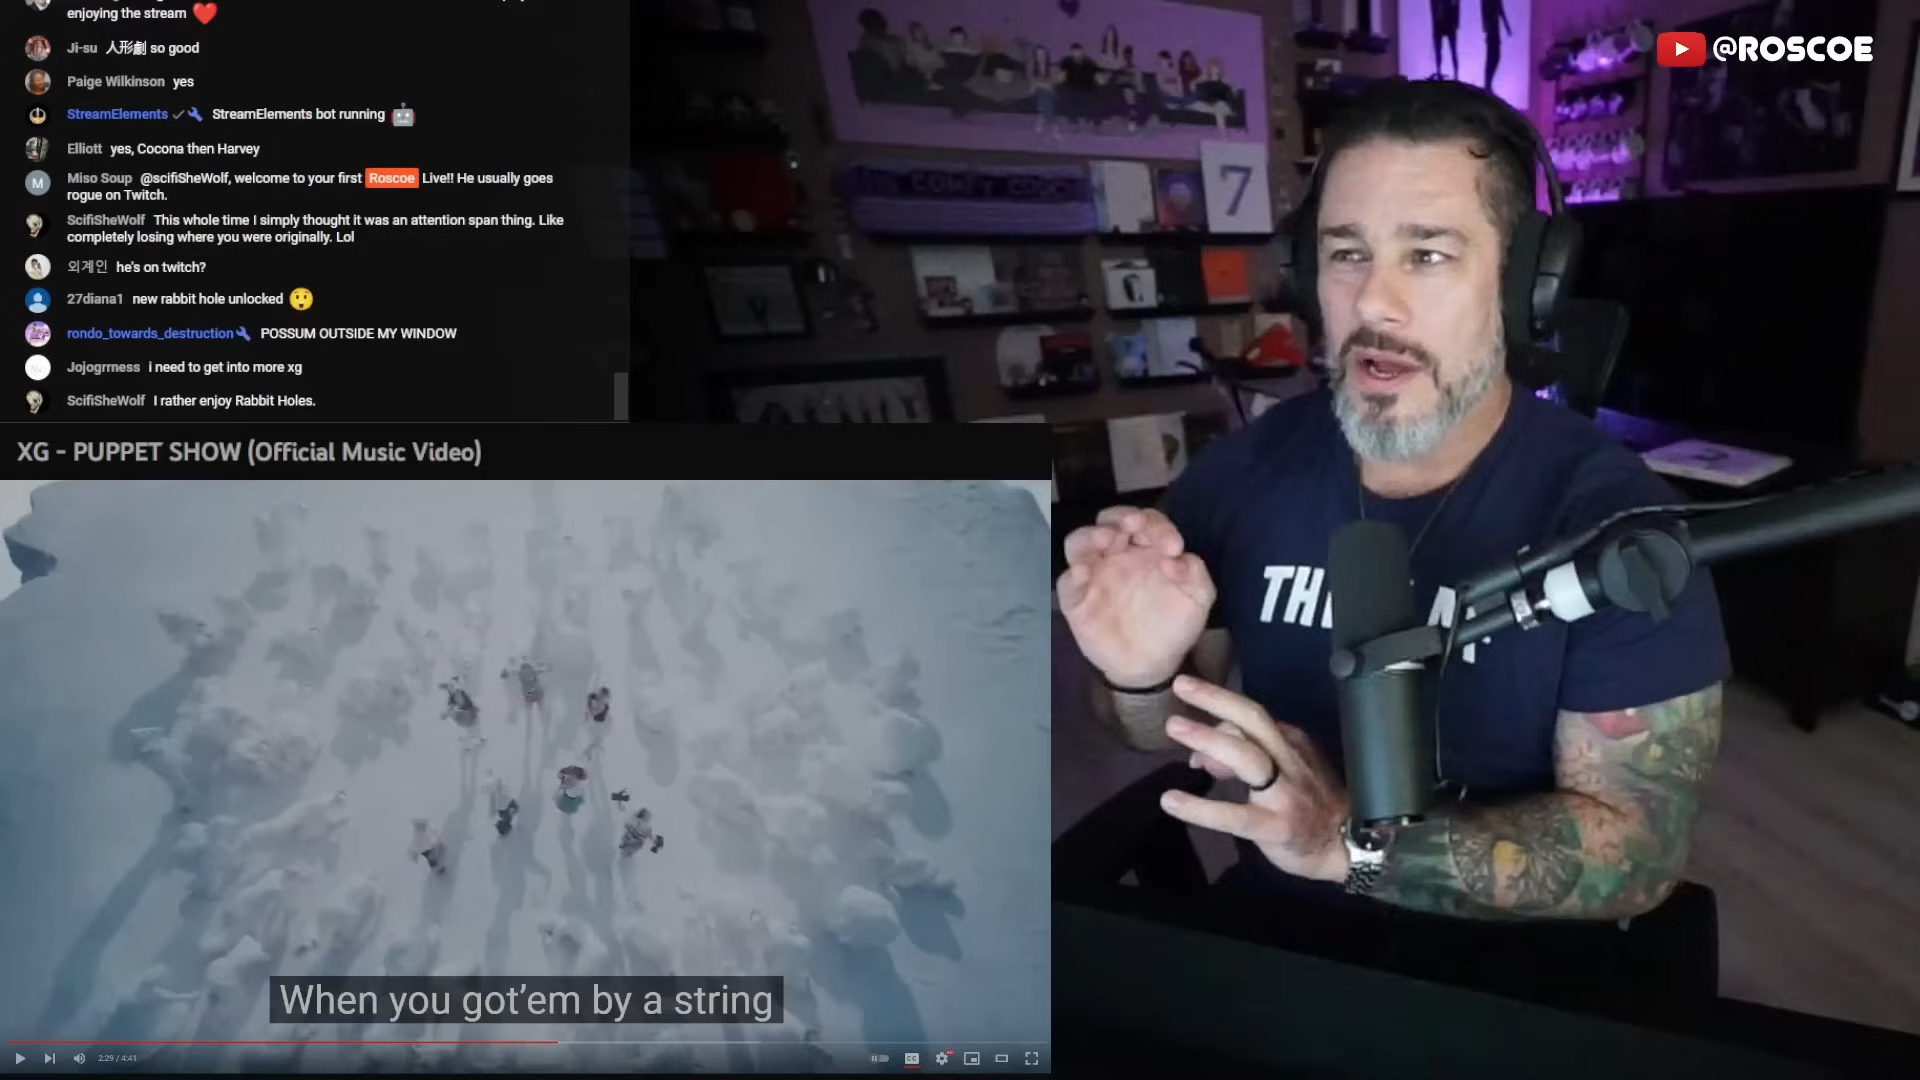 enjoying the stream
@ROSCOE
Ji-su 人形劇 so good
Paige Wilkinson yes
StreamElements StreamElements bot running
Elliott yes, Cocona then Harvey
M Miso Soup @scifiSheWolf, welcome to your first Roscoe Live!! He usually goes
rogue on Twitch.
ScifiSheWolf This whole time I simply thought it was an attention span thing. Like
completely losing where you were originally. Lol
외계인 he's on twitch?
27diana1 new rabbit hole unlocked
rondo_towards_destruction POSSUM OUTSIDE MY WINDOW
Jojogrrness i need to get into more xg
ScifiSheWolf I rather enjoy Rabbit Holes.
7
XG - PUPPET SHOW (Official Music Video)
When you got'em by a string
2:29 / 4:41